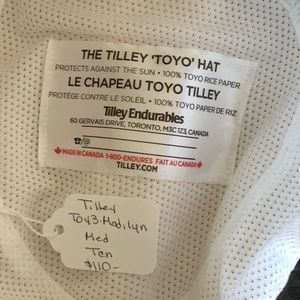 THE TILLEY 'TOYO' HAT
PROTECTS AGAINST THE SUN • 100% TOYO RICE PAPER
LE CHAPEAU TOYO TILLEY
PROTÈGE CONTRE LE SOLEIL • 100% TOYO PAPIER DE RIZ
Tilley Endurables
60 GERVAIS DRIVE, TORONTO, M3C 1Z3, CANADA
☎/@
MADE IN CANADA 1-800-ENDURES FAIT AU CANADA
TILLEY.COM
Tilley
Toy3-Madilyn
Med
Tan
$110-